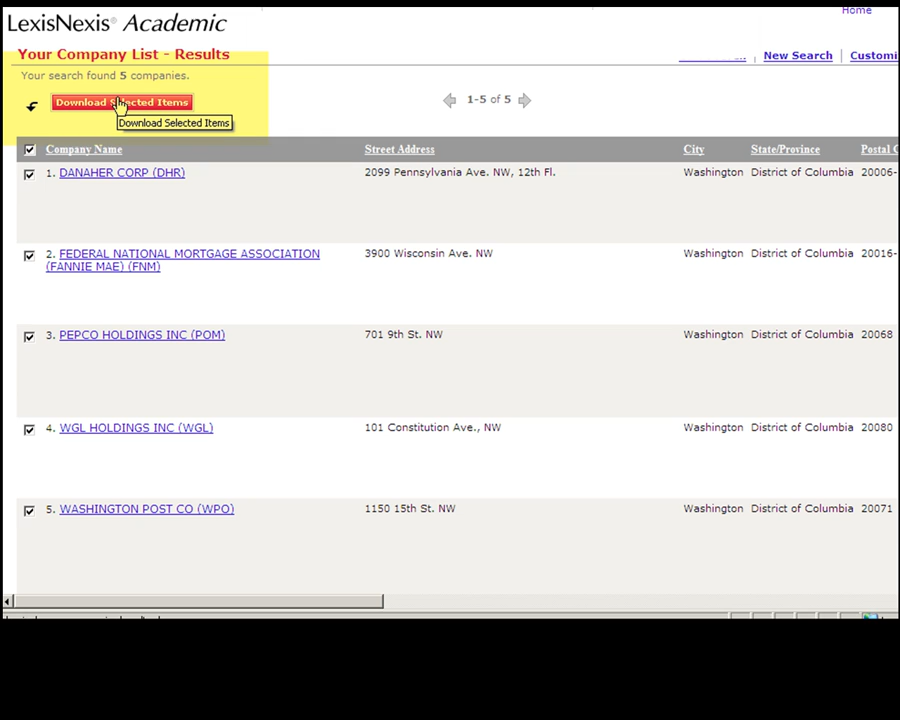 Home
LexisNexis® Academic
Your Company List - Results
New Search | Customi
Your search found 5 companies.
Download Selected Items
1-5 of 5
Download Selected Items
Company Name Street Address City State/Province Postal C
1. DANAHER CORP (DHR) 2099 Pennsylvania Ave. NW, 12th Fl. Washington District of Columbia 20006-
2. FEDERAL NATIONAL MORTGAGE ASSOCIATION 3900 Wisconsin Ave. NW Washington District of Columbia 20016-
(FANNIE MAE) (FNM)
3. PEPCO HOLDINGS INC (POM) 701 9th St. NW Washington District of Columbia 20068
4. WGL HOLDINGS INC (WGL) 101 Constitution Ave., NW Washington District of Columbia 20080
5. WASHINGTON POST CO (WPO) 1150 15th St. NW Washington District of Columbia 20071